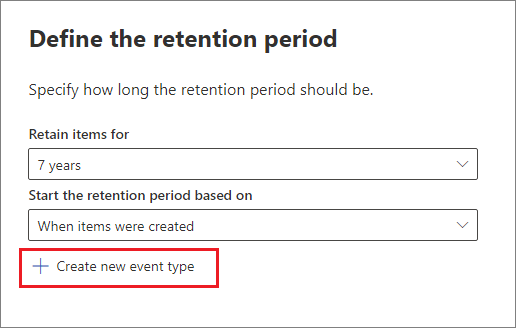 Define the retention period
Specify how long the retention period should be.
Retain items for
7 years
Start the retention period based on
When items were created
Create new event type